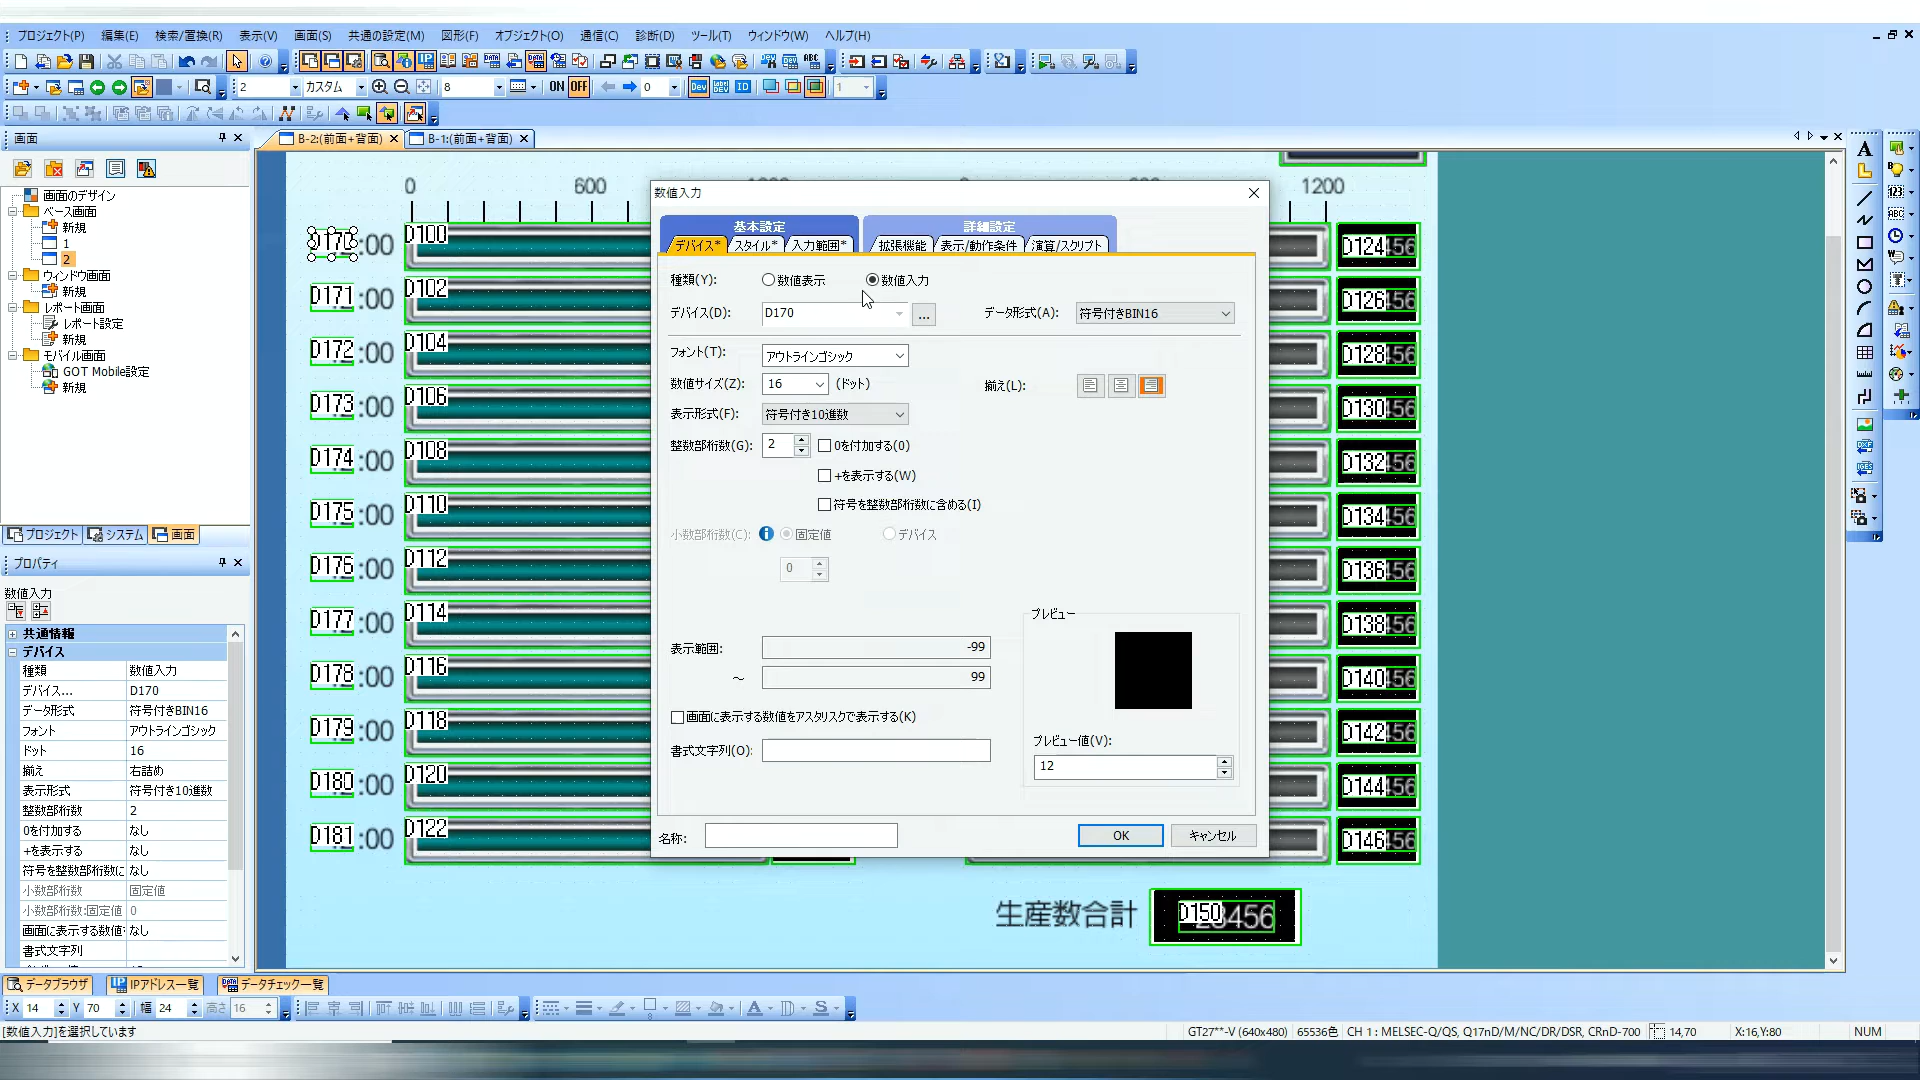 プロジェクト(P) 編集(E) 検索/置換(R) 表示(V) 画面(S) 共通の設定(M) 図形(F) オブジェクト(O) 通信(C) 診断(D) ツール(T) ウィンドウ(W) ヘルプ(H)
2 カスタム 8 ON OFF 0 Dev ID 1
画面
B-2:(前面+背面) B-1:(前面+背面)
画面のデザイン
ベース画面
新規
1
2
ウィンドウ画面
新規
レポート画面
レポート設定
新規
モバイル画面
GOT Mobile設定
新規
プロジェクト システム 画面
プロパティ
数値入力
共通情報
デバイス
種類 数値入力
デバイス... D170
データ形式 符号付きBIN16
フォント アウトラインゴシック
ドット 16
揃え 右詰め
表示形式 符号付き10進数
整数部桁数 2
0を付加する なし
+を表示する なし
符号を整数部桁数に なし
小数部桁数 固定値
小数部桁数:固定値 0
画面に表示する数値 なし
書式文字列
0 600 1200
D170:00 D100 D124456
D171:00 D102 D126456
D172:00 D104 D128456
D173:00 D106 D130456
D174:00 D108 D132456
D175:00 D110 D134456
D176:00 D112 D136456
D177:00 D114 D138456
D178:00 D116 D140456
D179:00 D118 D142456
D180:00 D120 D144456
D181:00 D122 D146456
生産数合計 D150 3456
数値入力
基本設定 詳細設定
デバイス* スタイル* 入力範囲* 拡張機能 表示/動作条件 演算/スクリプト
種類(Y): 数値表示 数値入力
デバイス(D): D170 ... データ形式(A): 符号付きBIN16
フォント(T): アウトラインゴシック
数値サイズ(Z): 16 (ドット) 揃え(L):
表示形式(F): 符号付き10進数
整数部桁数(G): 2 0を付加する(0)
+を表示する(W)
符号を整数部桁数に含める(I)
小数部桁数(C): 固定値 デバイス
0
プレビュー
表示範囲: -99
～ 99
画面に表示する数値をアスタリスクで表示する(K)
書式文字列(O): プレビュー値(V):
12
名称: OK キャンセル
データブラウザ IPアドレス一覧 データチェック一覧
X 14 Y 70 幅 24 高さ 16
[数値入力]を選択しています GT27**-V (640x480) 65536色 CH 1 : MELSEC-Q/QS, Q17nD/M/NC/DR/DSR, CRnD-700 14,70 X:16,Y:80 NUM